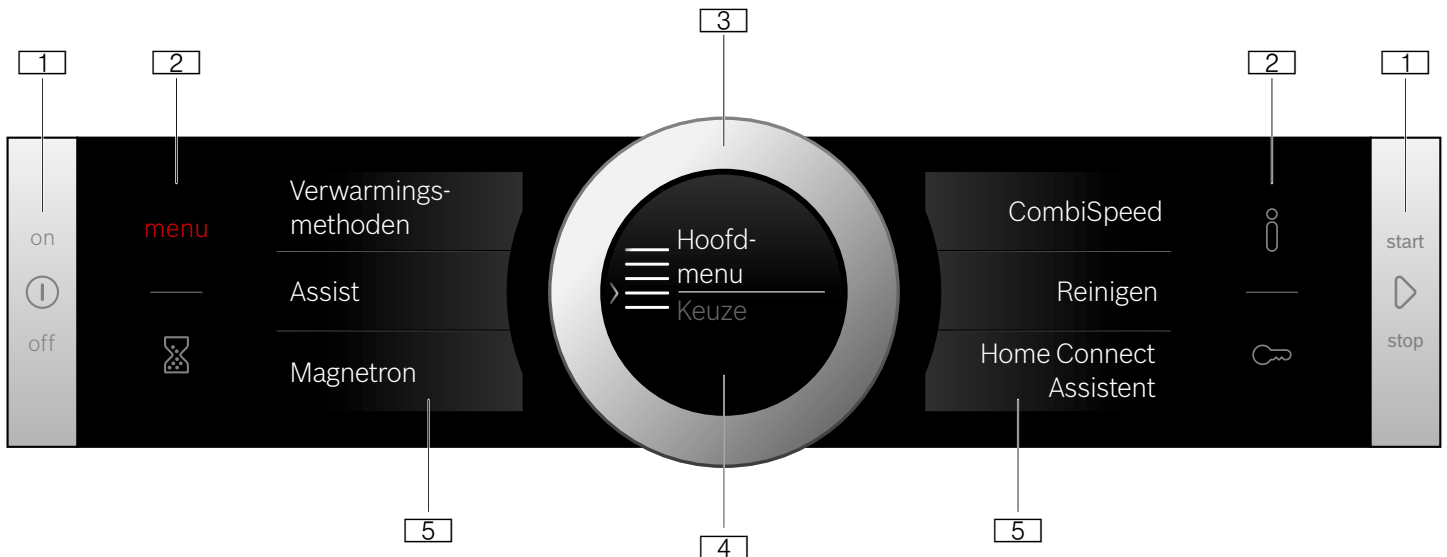 3
1
2
2
1
on
off
menu
Verwarmings-
methoden
Assist
Magnetron
Hoofd-
menu
Keuze
CombiSpeed
Reinigen
Home Connect
Assistent
start
stop
5
4
5